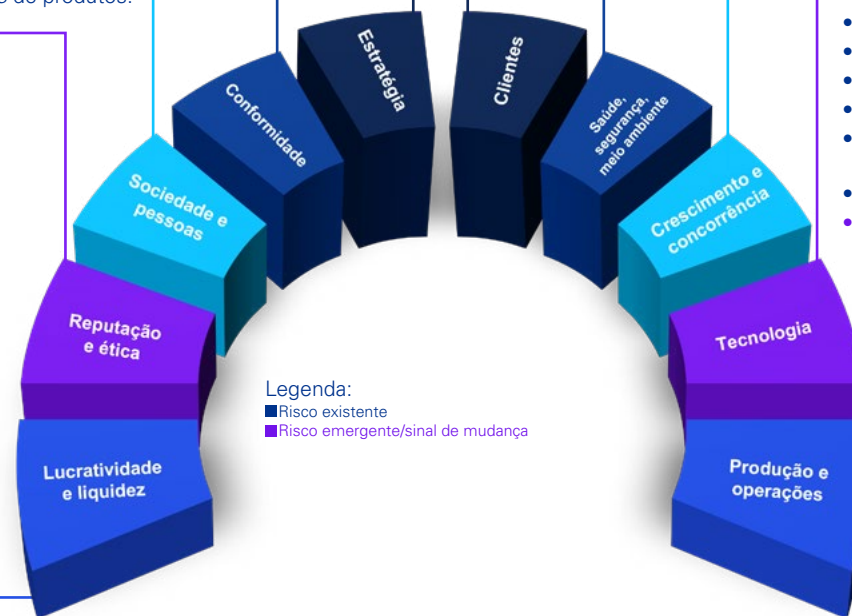 de produtos.
Estratégia
Clientes
Conformidade
Saúde,
segurança,
meio ambiente
Sociedade e
pessoas
Crescimento e
concorrência
Reputação
e ética
Tecnologia
Legenda:
Risco existente
Risco emergente/sinal de mudança
Lucratividade
e liquidez
Produção e
operações